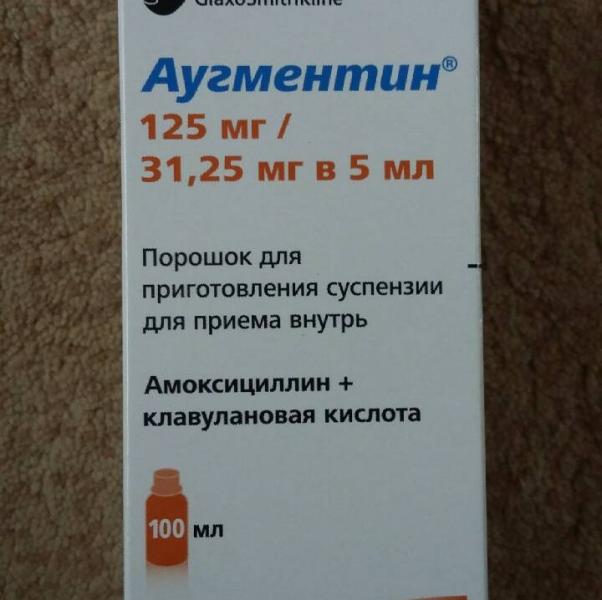 GlaxoSmithKline
Аугментин®
125 мг /
31,25 мг в 5 мл
Порошок для
приготовления суспензии
для приема внутрь
Амоксициллин +
клавулановая кислота
100 мл